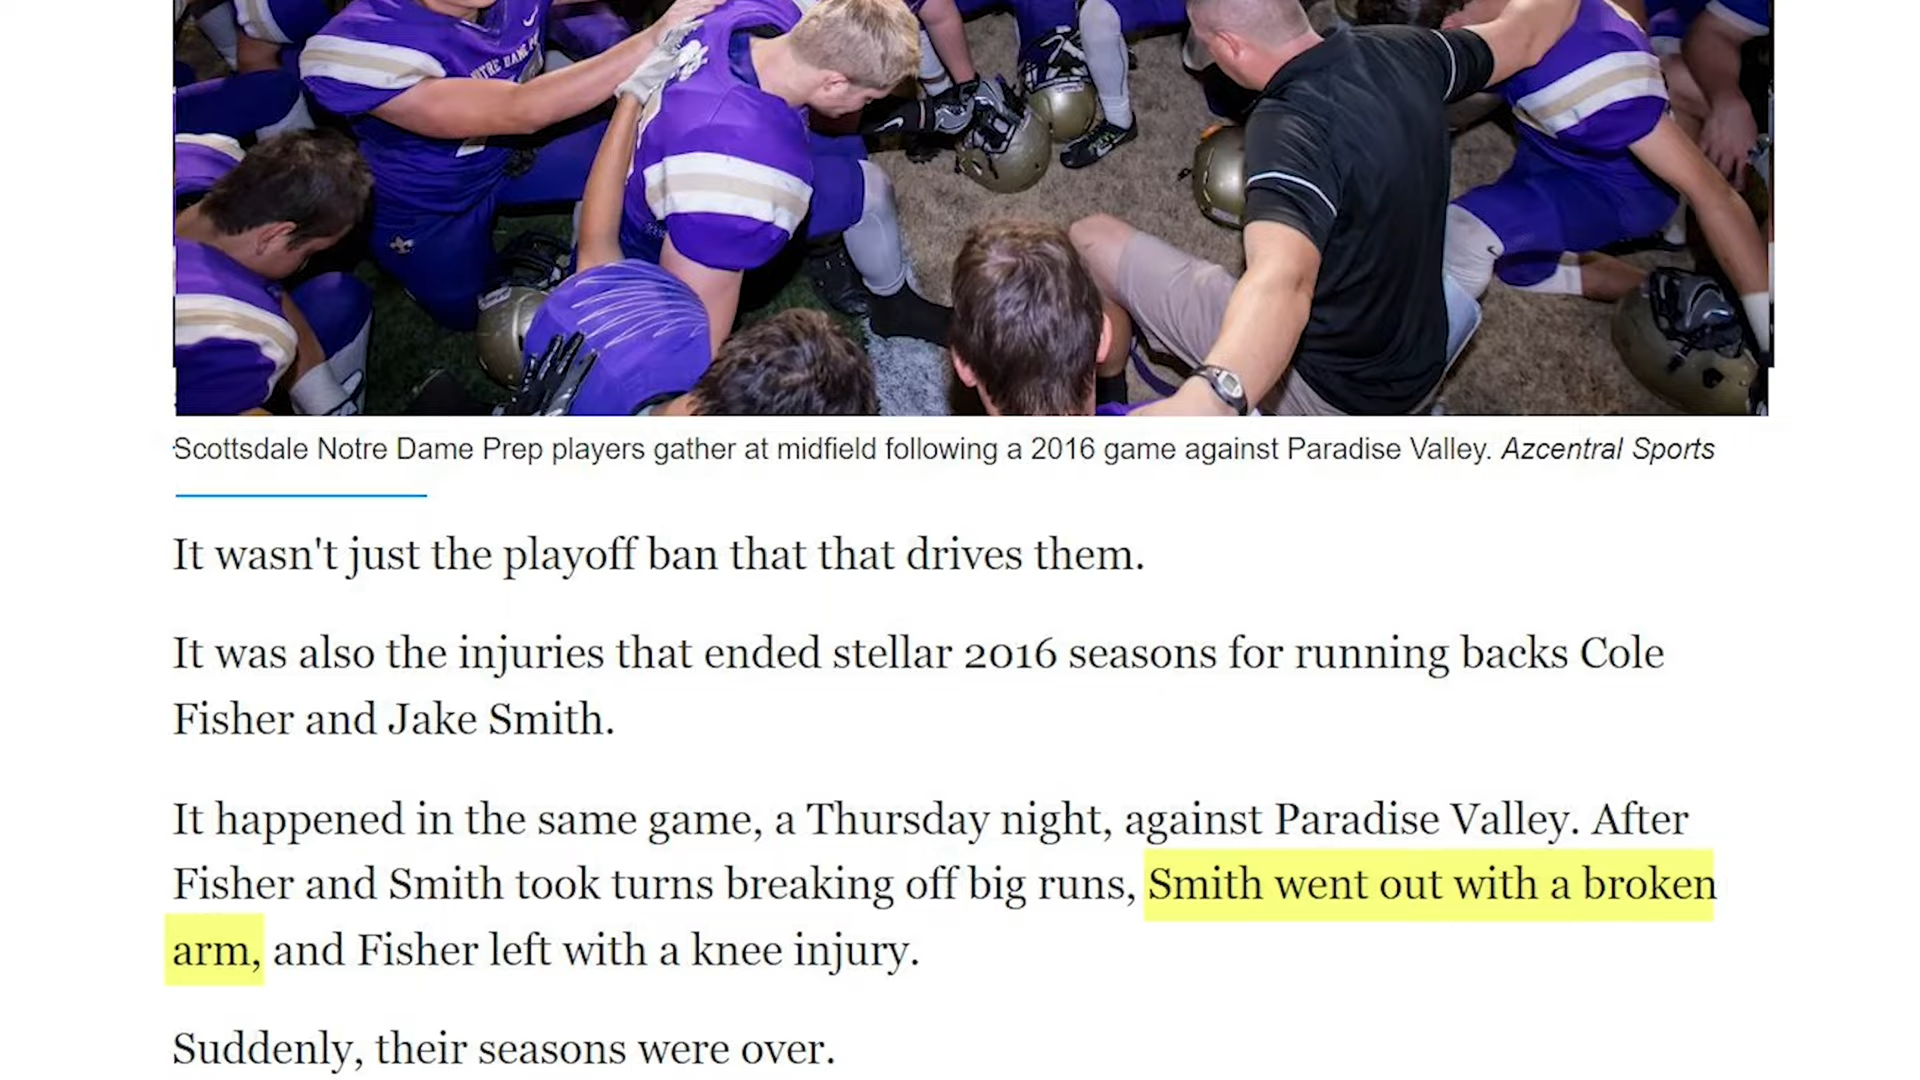 NOTRE DAME
Scottsdale Notre Dame Prep players gather at midfield following a 2016 game against Paradise Valley. Azcentral Sports
It wasn't just the playoff ban that that drives them.
It was also the injuries that ended stellar 2016 seasons for running backs Cole
Fisher and Jake Smith.
It happened in the same game, a Thursday night, against Paradise Valley. After
Fisher and Smith took turns breaking off big runs, Smith went out with a broken
arm, and Fisher left with a knee injury.
Suddenly, their seasons were over.